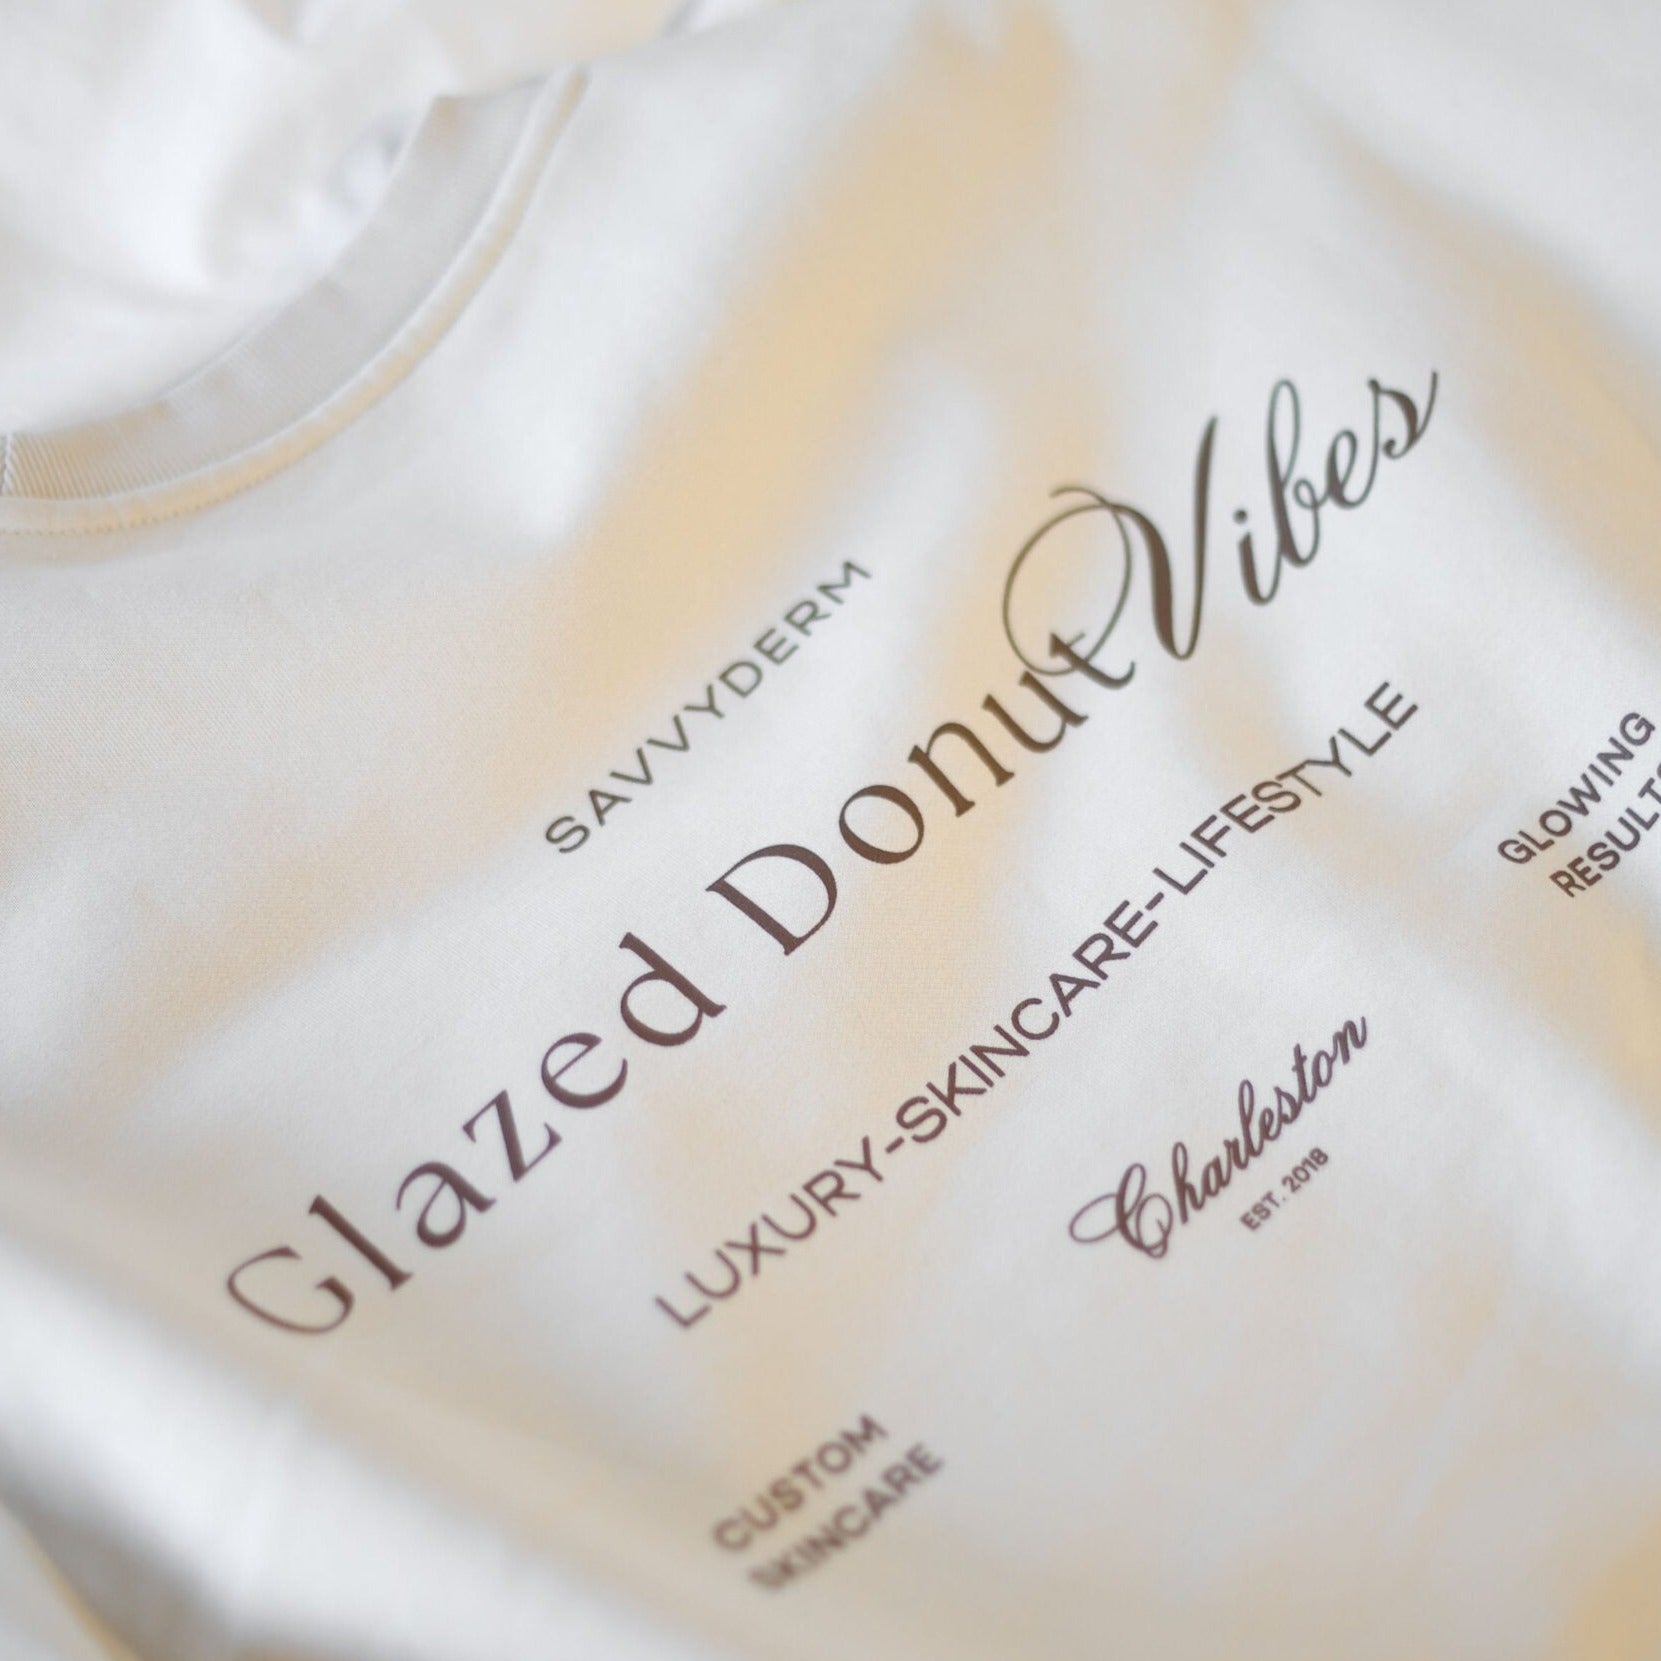 SAVVYDERM
Glazed Donut Vibes
LUXURY-SKINCARE-LIFESTYLE
CUSTOM
SKINCARE
Charleston
EST. 2018
GLOWING
RESULTS